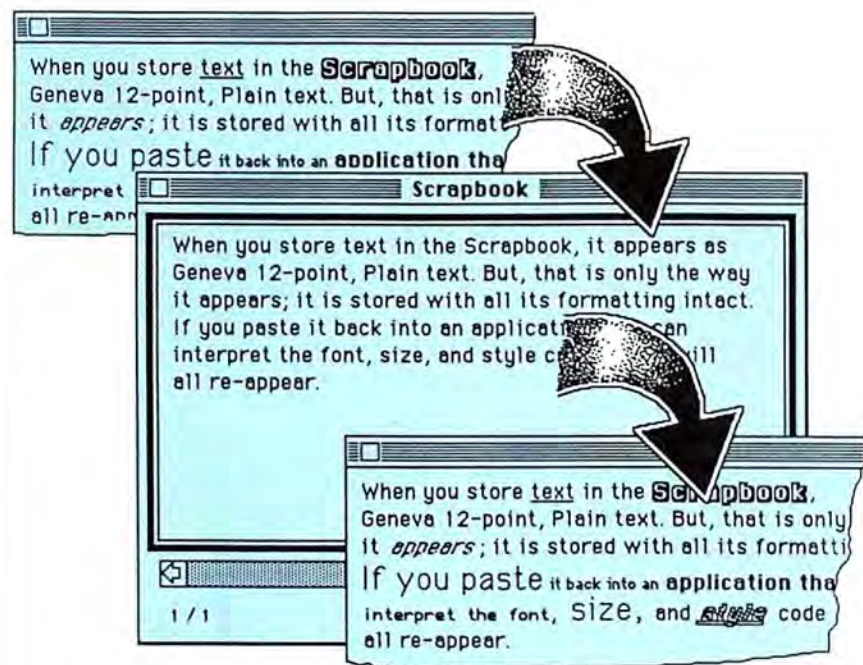 When you store text in the Scrapbook,
Geneva 12-point, Plain text. But, that is onl
it appears; it is stored with all its formatt
If you paste it back into an application tha
interpret
all re-app
Scrapbook
When you store text in the Scrapbook, it appears as
Geneva 12-point, Plain text. But, that is only the way
it appears; it is stored with all its formatting intact.
If you paste it back into an applicati can
interpret the font, size, and style c ill
all re-appear.
1 / 1
When you store text in the Scrapbook,
Geneva 12-point, Plain text. But, that is only
it appears; it is stored with all its formatti
If you paste it back into an application tha
interpret the font, size, and style code
all re-appear.